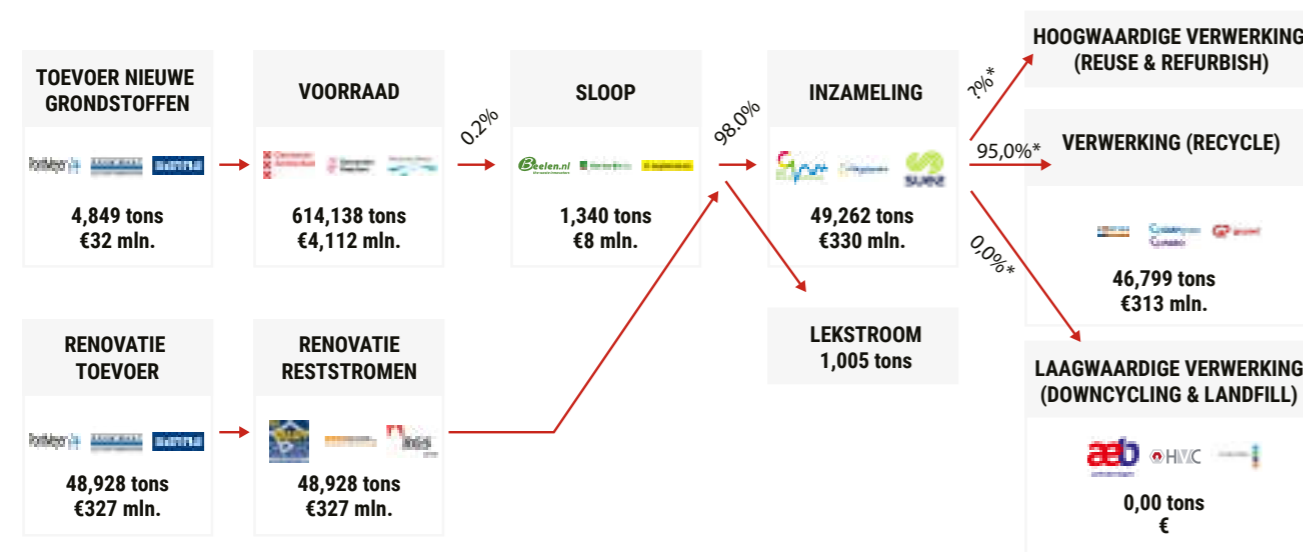 TOEVOER NIEUWE
GRONDSTOFFEN
4,849 tons
€32 mln.
VOORRAAD
614,138 tons
€4,112 mln.
0.2%
SLOOP
Beelen.nl
1,340 tons
€8 mln.
98.0%
INZAMELING
suez
49,262 tons
€330 mln.
?%*
95,0%*
0,0%*
HOOGWAARDIGE VERWERKING
(REUSE & REFURBISH)
VERWERKING (RECYCLE)
46,799 tons
€313 mln.
LAAGWAARDIGE VERWERKING
(DOWNCYCLING & LANDFILL)
aeb
HVC
0,00 tons
€
LEKSTROOM
1,005 tons
RENOVATIE
TOEVOER
48,928 tons
€327 mln.
RENOVATIE
RESTSTROMEN
RGS
48,928 tons
€327 mln.